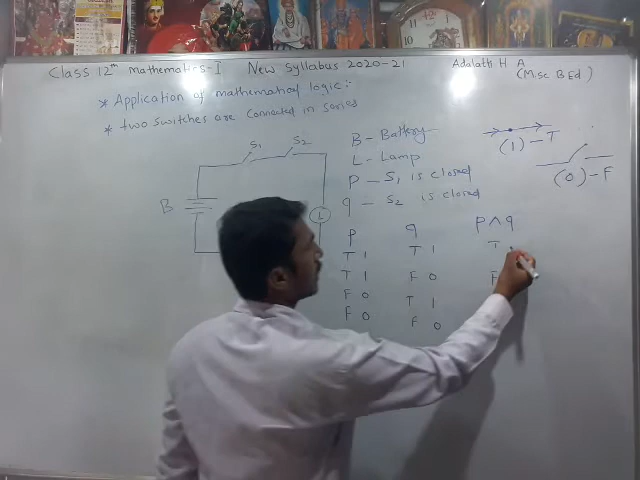 Class 12th mathematics-I New Syllabus 2020-21 Adalath H A
(M.Sc B Ed)
* Application of mathematical logic:-
* two switches are connected in series
S1 S2
B
L
B - Battery
L - Lamp
p - S1 is closed
q - S2 is closed
(1) - T
(0) - F
p q p ∧ q
T 1 T 1 T
T 1 F 0 F
F 0 T 1
F 0 F 0